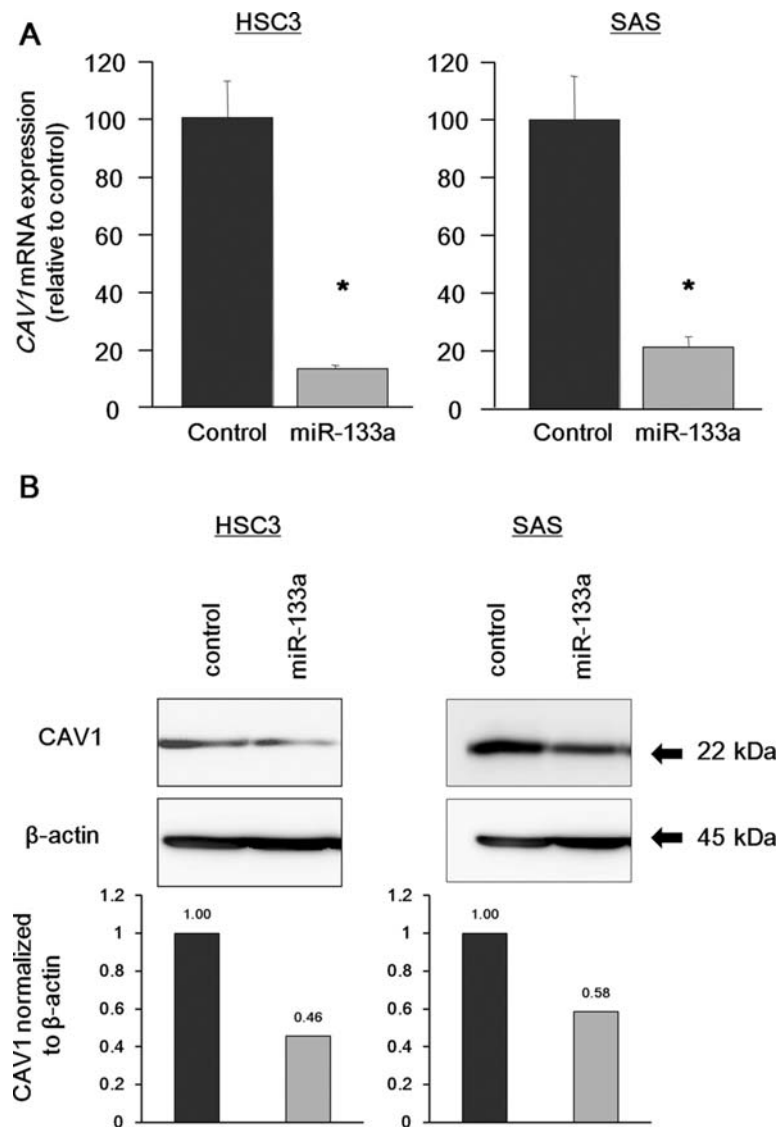 A
HSC3
SAS
CAV1 mRNA expression
(relative to control)
120
100
80
60
40
20
0
*
Control miR-133a
120
100
80
60
40
20
0
*
Control miR-133a
B
HSC3
SAS
control
miR-133a
control
miR-133a
CAV1
22 kDa
β-actin
45 kDa
CAV1 normalized
to β-actin
1.2
1
0.8
0.6
0.4
0.2
0
1.00
0.46
1.2
1
0.8
0.6
0.4
0.2
0
1.00
0.58